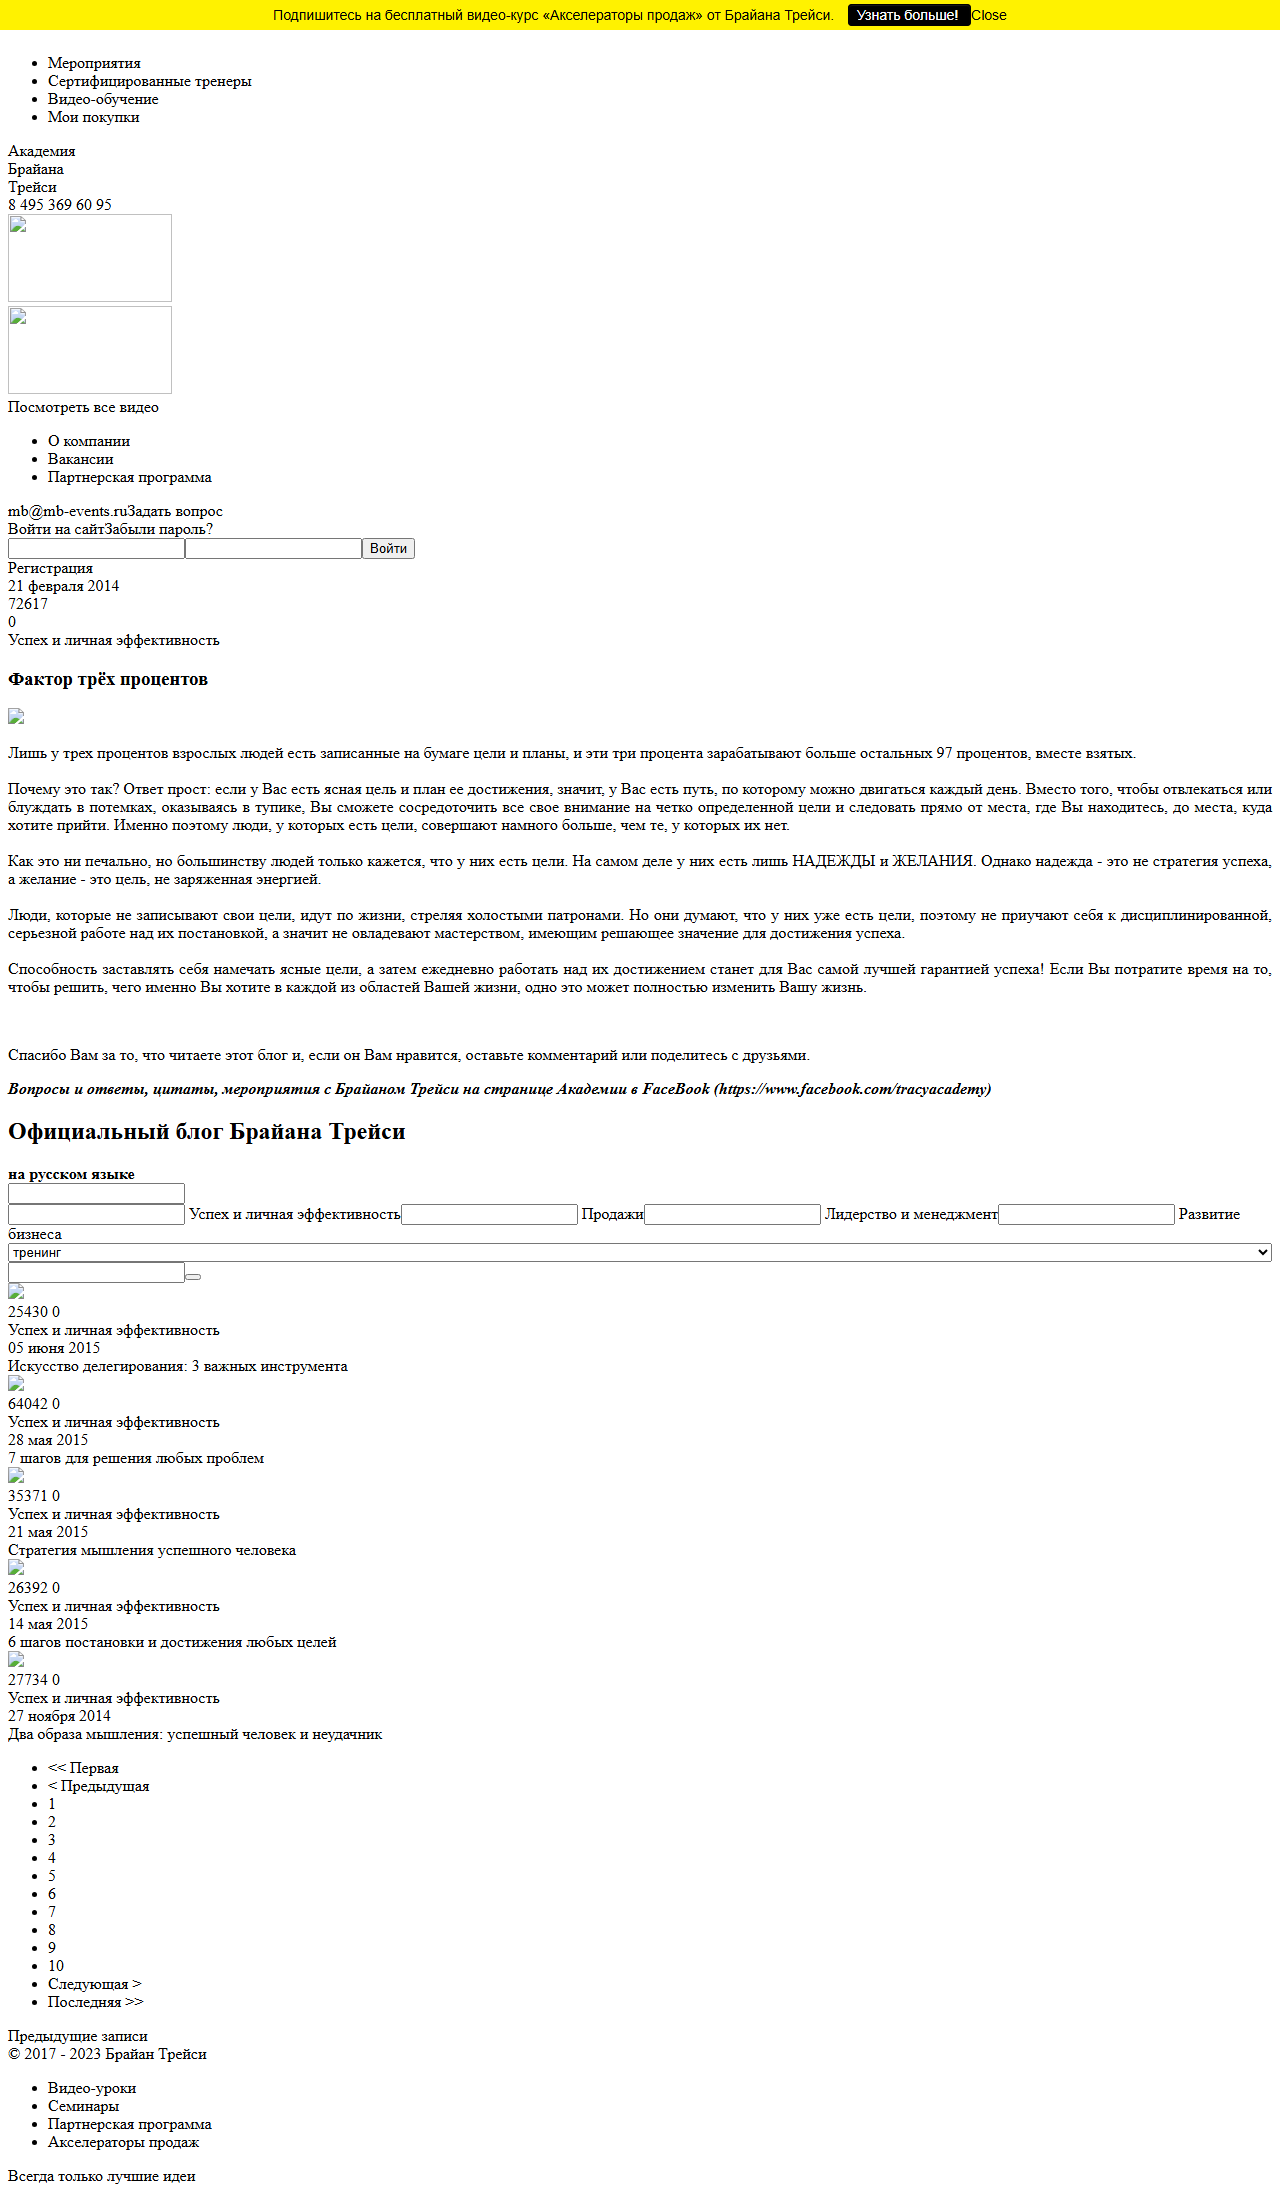 Подпишитесь на бесплатный видео-курс «Акселераторы продаж» от Брайана Трейси. Узнать больше! Close
Мероприятия
Сертифицированные тренеры
Видео-обучение
Мои покупки
Академия
Брайана
Трейси
8 495 369 60 95
Посмотреть все видео
О компании
Вакансии
Партнерская программа
mb@mb-events.ruЗадать вопрос
Войти на сайтЗабыли пароль?
Войти
Регистрация
21 февраля 2014
72617
0
Успех и личная эффективность
Фактор трёх процентов
Лишь у трех процентов взрослых людей есть записанные на бумаге цели и планы, и эти три процента зарабатывают больше остальных 97 процентов, вместе взятых.
Почему это так? Ответ прост: если у Вас есть ясная цель и план ее достижения, значит, у Вас есть путь, по которому можно двигаться каждый день. Вместо того, чтобы отвлекаться или
блуждать в потемках, оказываясь в тупике, Вы сможете сосредоточить все свое внимание на четко определенной цели и следовать прямо от места, где Вы находитесь, до места, куда
хотите прийти. Именно поэтому люди, у которых есть цели, совершают намного больше, чем те, у которых их нет.
Как это ни печально, но большинству людей только кажется, что у них есть цели. На самом деле у них есть лишь НАДЕЖДЫ и ЖЕЛАНИЯ. Однако надежда - это не стратегия успеха,
а желание - это цель, не заряженная энергией.
Люди, которые не записывают свои цели, идут по жизни, стреляя холостыми патронами. Но они думают, что у них уже есть цели, поэтому не приучают себя к дисциплинированной,
серьезной работе над их постановкой, а значит не овладевают мастерством, имеющим решающее значение для достижения успеха.
Способность заставлять себя намечать ясные цели, а затем ежедневно работать над их достижением станет для Вас самой лучшей гарантией успеха! Если Вы потратите время на то,
чтобы решить, чего именно Вы хотите в каждой из областей Вашей жизни, одно это может полностью изменить Вашу жизнь.
Спасибо Вам за то, что читаете этот блог и, если он Вам нравится, оставьте комментарий или поделитесь с друзьями.
Вопросы и ответы, цитаты, мероприятия с Брайаном Трейси на странице Академии в FaceBook (https://www.facebook.com/tracyacademy)
Официальный блог Брайана Трейси
на русском языке
Успех и личная эффективность Продажи Лидерство и менеджмент Развитие
бизнеса
тренинг
25430 0
Успех и личная эффективность
05 июня 2015
Искусство делегирования: 3 важных инструмента
64042 0
Успех и личная эффективность
28 мая 2015
7 шагов для решения любых проблем
35371 0
Успех и личная эффективность
21 мая 2015
Стратегия мышления успешного человека
26392 0
Успех и личная эффективность
14 мая 2015
6 шагов постановки и достижения любых целей
27734 0
Успех и личная эффективность
27 ноября 2014
Два образа мышления: успешный человек и неудачник
<< Первая
< Предыдущая
1
2
3
4
5
6
7
8
9
10
Следующая >
Последняя >>
Предыдущие записи
© 2017 - 2023 Брайан Трейси
Видео-уроки
Семинары
Партнерская программа
Акселераторы продаж
Всегда только лучшие идеи